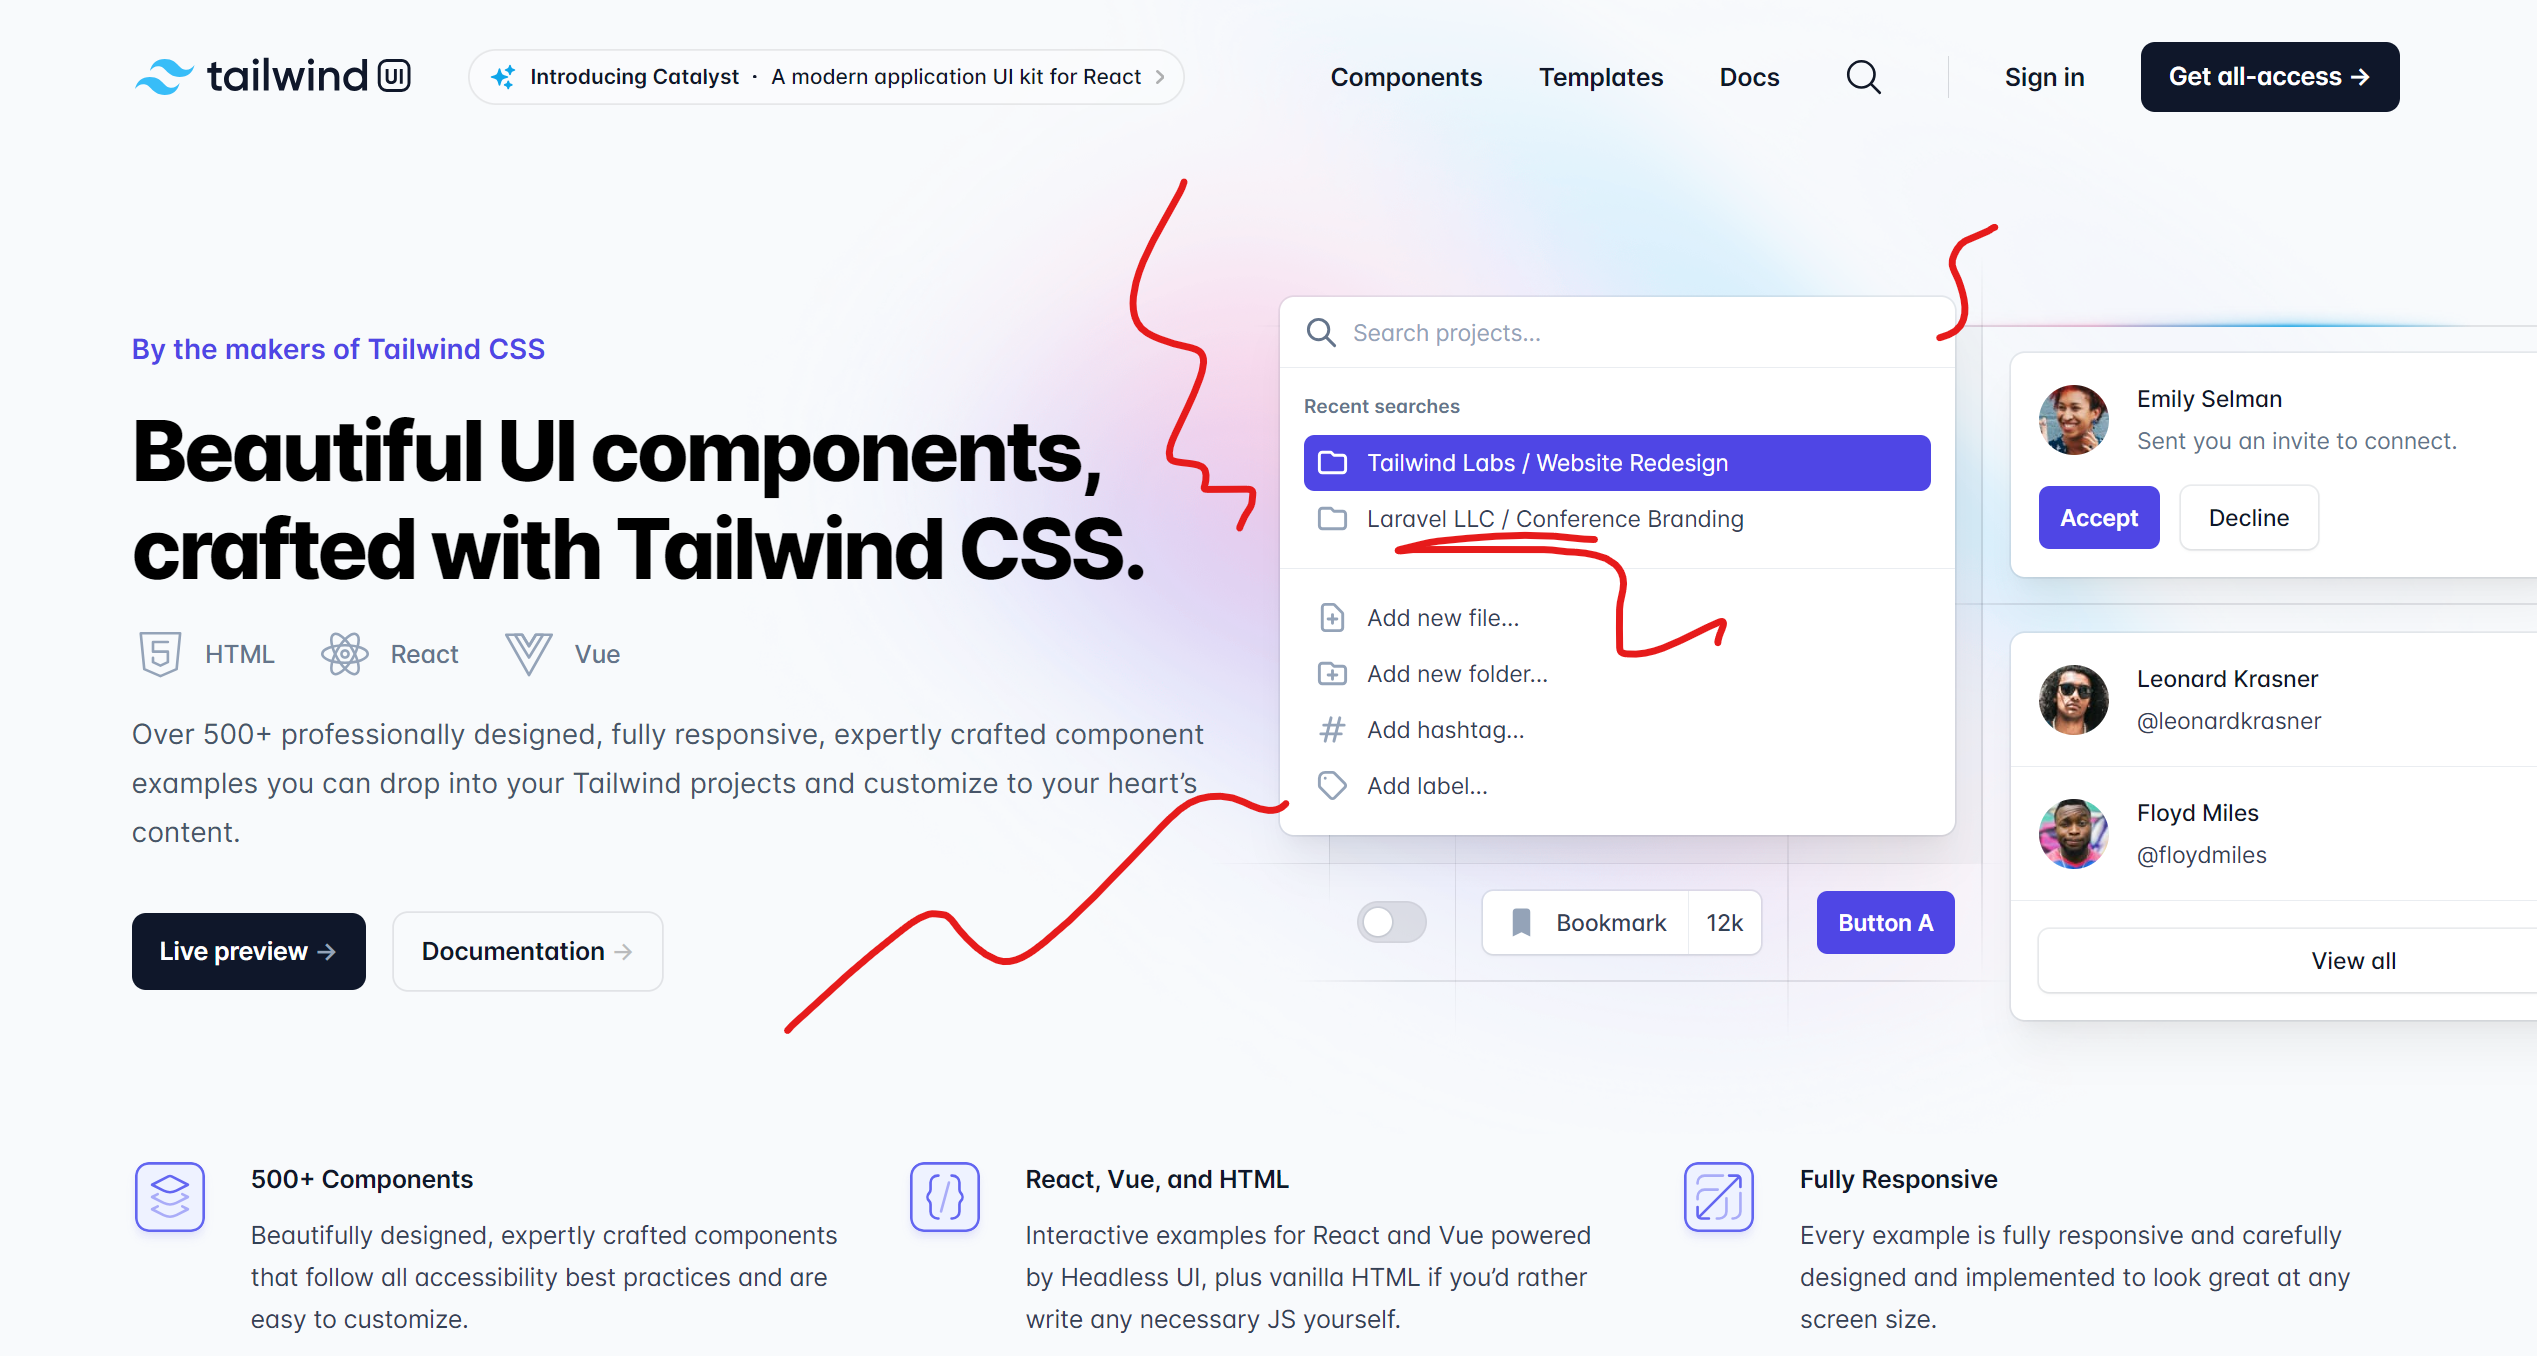 tailwind UI
Introducing Catalyst · A modern application UI kit for React
Components
Templates
Docs
Sign in
Get all-access →
By the makers of Tailwind CSS
Beautiful UI components,
crafted with Tailwind CSS.
HTML
React
Vue
Over 500+ professionally designed, fully responsive, expertly crafted component
examples you can drop into your Tailwind projects and customize to your heart’s
content.
Live preview →
Documentation →
Search projects...
Recent searches
Tailwind Labs / Website Redesign
Laravel LLC / Conference Branding
Add new file...
Add new folder...
Add hashtag...
Add label...
Bookmark
12k
Button A
Emily Selman
Sent you an invite to connect.
Accept
Decline
Leonard Krasner
@leonardkrasner
Floyd Miles
@floydmiles
View all
500+ Components
Beautifully designed, expertly crafted components
that follow all accessibility best practices and are
easy to customize.
React, Vue, and HTML
Interactive examples for React and Vue powered
by Headless UI, plus vanilla HTML if you’d rather
write any necessary JS yourself.
Fully Responsive
Every example is fully responsive and carefully
designed and implemented to look great at any
screen size.